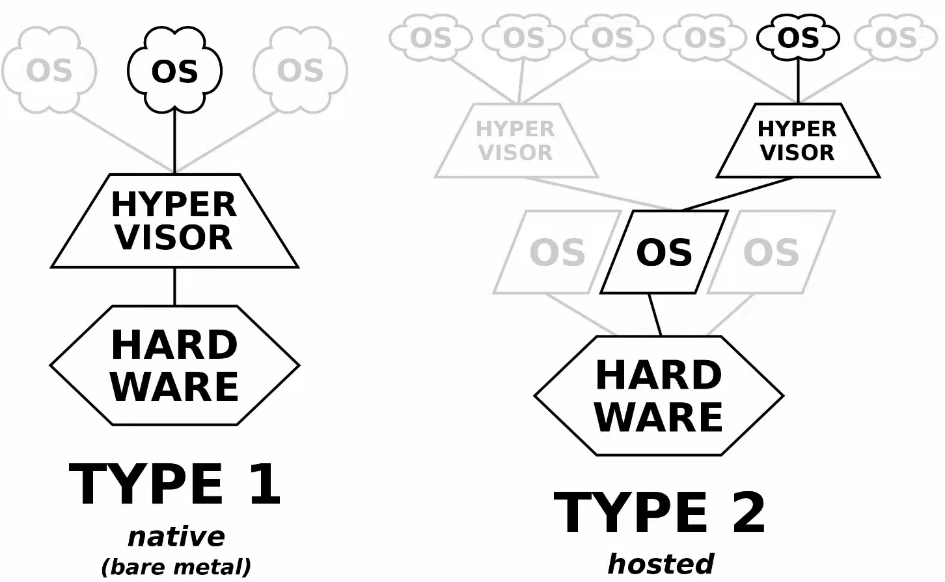 OS OS OS
HYPER
VISOR
HARD
WARE
TYPE 1
native
(bare metal)
OS OS OS OS OS OS
HYPER
VISOR
HYPER
VISOR
OS OS OS
HARD
WARE
TYPE 2
hosted